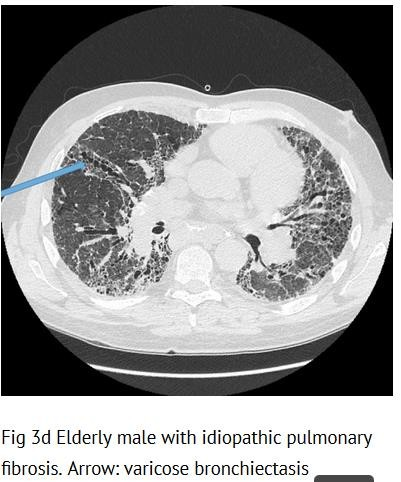 Fig 3d Elderly male with idiopathic pulmonary
fibrosis. Arrow: varicose bronchiectasis